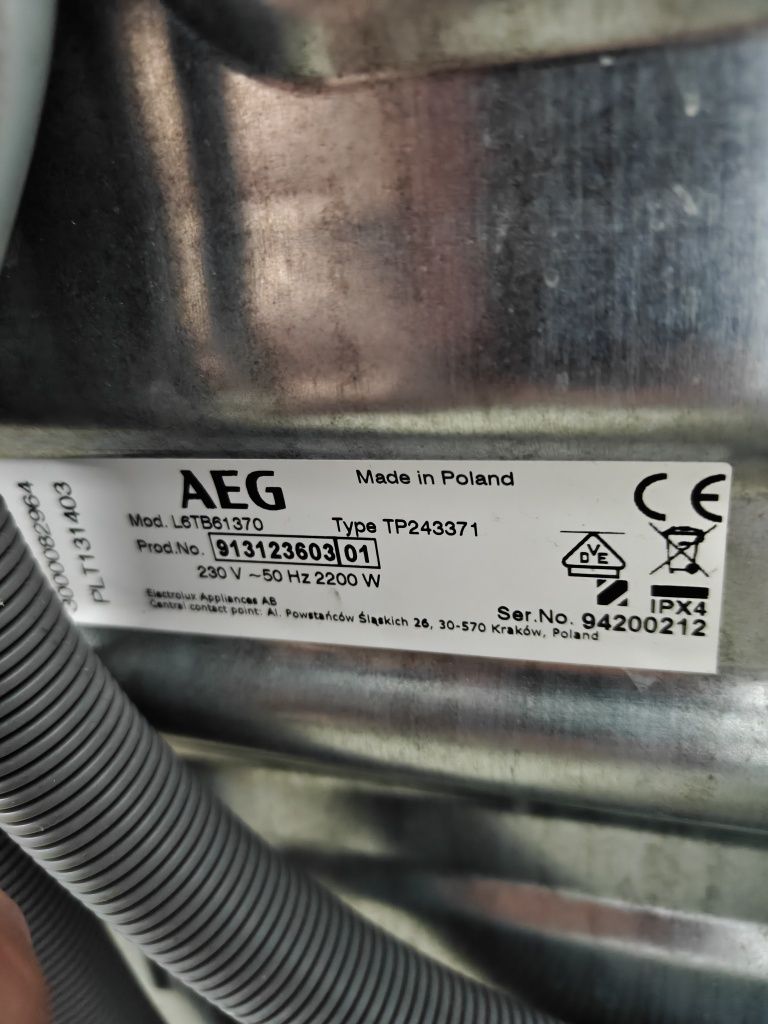 AEG
Made in Poland
Mod. L6TB61370
Type TP243371
Prod.No. 913123603 01
230 V ~50 Hz 2200 W
Electrolux Appliances AB
Central contact point: Al. Powstańców Śląskich 26, 30-570 Kraków, Poland
CE
DVE
IPX4
Ser.No. 94200212
3000082964
PLT131403